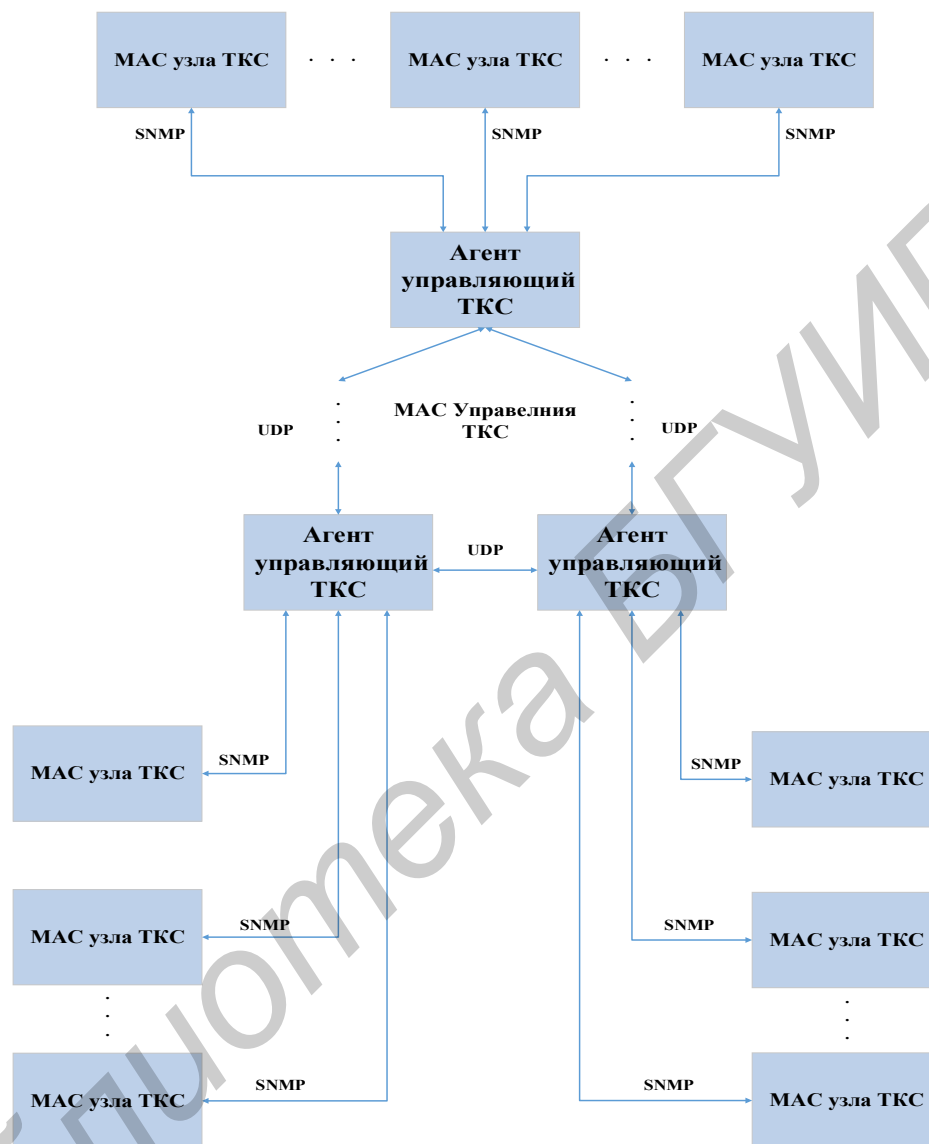 МАС узла ТКС . . . МАС узла ТКС . . . МАС узла ТКС
SNMP SNMP SNMP
Агент
управляющий
ТКС
МАС Управелния
ТКС
UDP UDP
Агент
управляющий
ТКС
UDP
Агент
управляющий
ТКС
МАС узла ТКС SNMP SNMP МАС узла ТКС
МАС узла ТКС SNMP SNMP МАС узла ТКС
МАС узла ТКС SNMP SNMP МАС узла ТКС
блиотека БГУИР